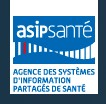 asipsanté
AGENCE DES SYSTÈMES
D'INFORMATION
PARTAGÉS DE SANTÉ